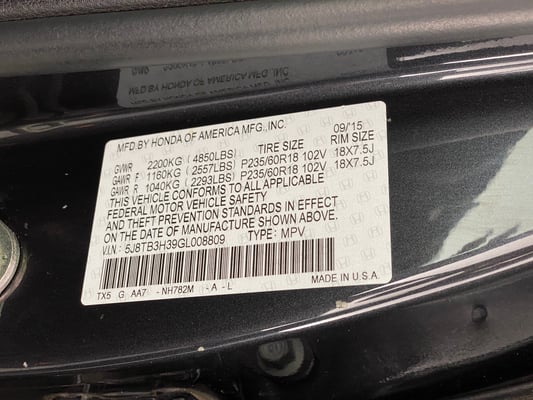 MFD.BY HONDA OF AMERICA MFG.,INC. 09/15
GVWR 2200KG (4850LBS) TIRE SIZE RIM SIZE
GAWR F 1160KG (2557LBS) P235/60R18 102V 18X7.5J
GAWR R 1040KG (2293LBS) P235/60R18 102V 18X7.5J
THIS VEHICLE CONFORMS TO ALL APPLICABLE
FEDERAL MOTOR VEHICLE SAFETY, BUMPER,
AND THEFT PREVENTION STANDARDS IN EFFECT
ON THE DATE OF MANUFACTURE SHOWN ABOVE.
V.I.N.: 5J8TB3H39GL008809 TYPE: MPV
TX5 G AA7 -NH782M -A -L MADE IN U.S.A.